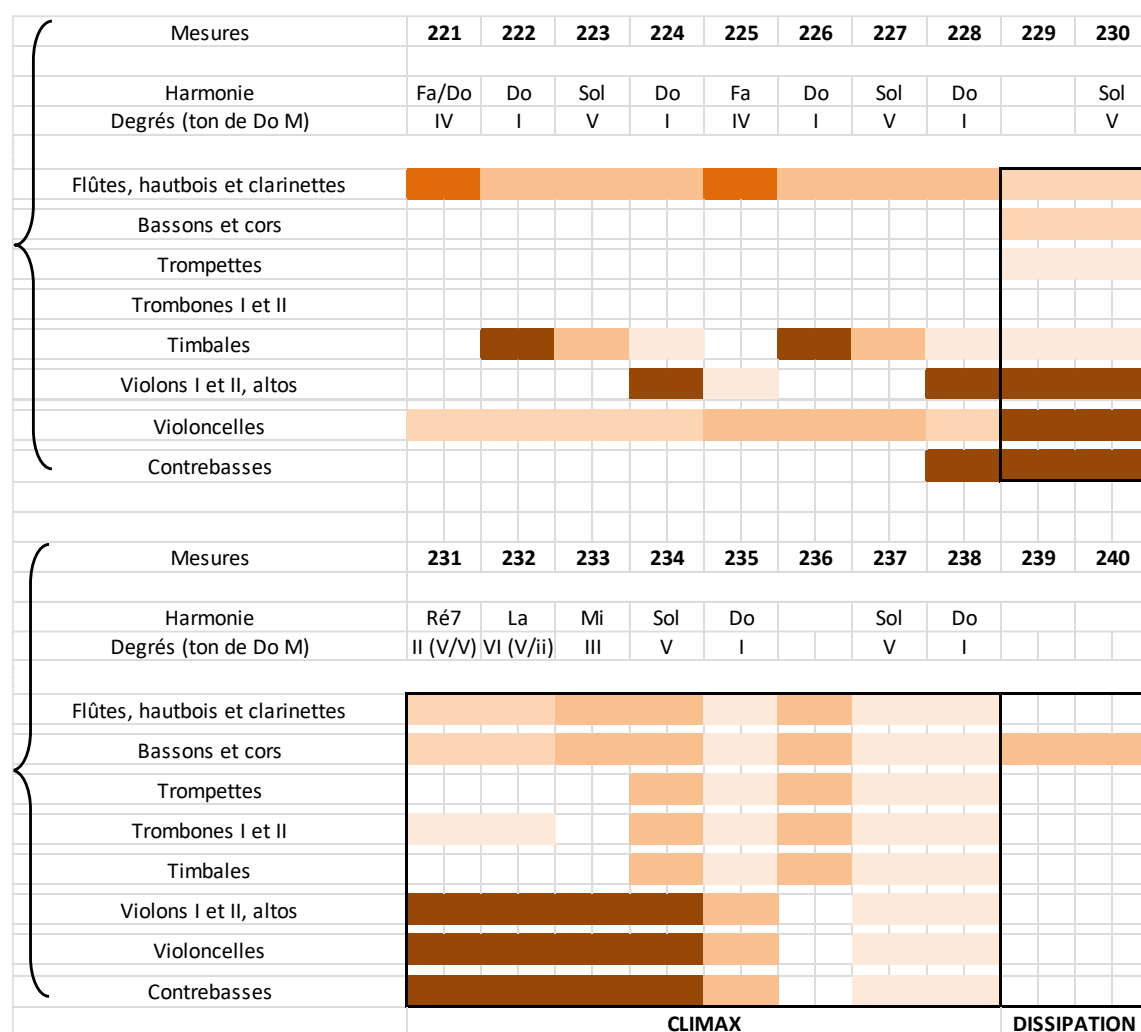 Mesures 221 222 223 224 225 226 227 228 229 230
Harmonie Fa/Do Do Sol Do Fa Do Sol Do Sol
Degrés (ton de Do M) IV I V I IV I V I V
Flûtes, hautbois et clarinettes
Bassons et cors
Trompettes
Trombones I et II
Timbales
Violons I et II, altos
Violoncelles
Contrebasses
Mesures 231 232 233 234 235 236 237 238 239 240
Harmonie Ré7 La Mi Sol Do Sol Do
Degrés (ton de Do M) II (V/V) VI (V/ii) III V I V I
Flûtes, hautbois et clarinettes
Bassons et cors
Trompettes
Trombones I et II
Timbales
Violons I et II, altos
Violoncelles
Contrebasses
CLIMAX DISSIPATION